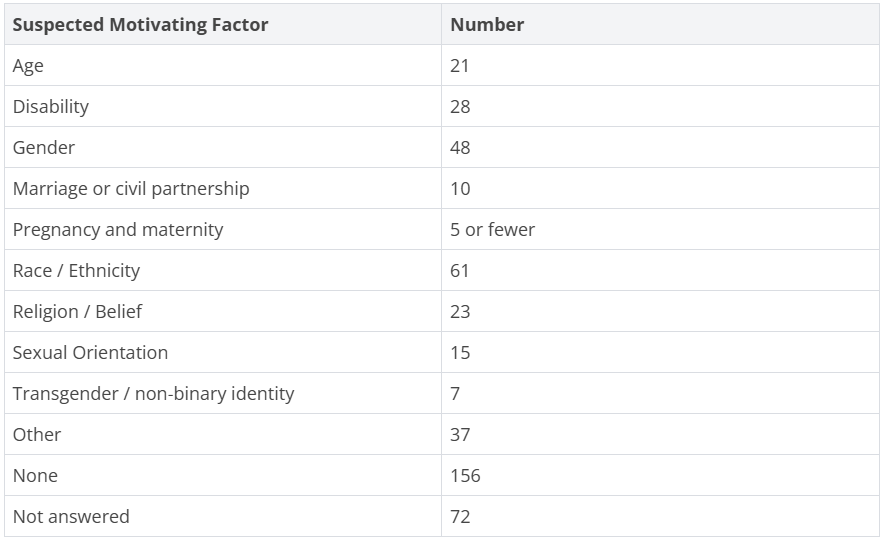 Suspected Motivating Factor Number
Age 21
Disability 28
Gender 48
Marriage or civil partnership 10
Pregnancy and maternity 5 or fewer
Race / Ethnicity 61
Religion / Belief 23
Sexual Orientation 15
Transgender / non-binary identity 7
Other 37
None 156
Not answered 72